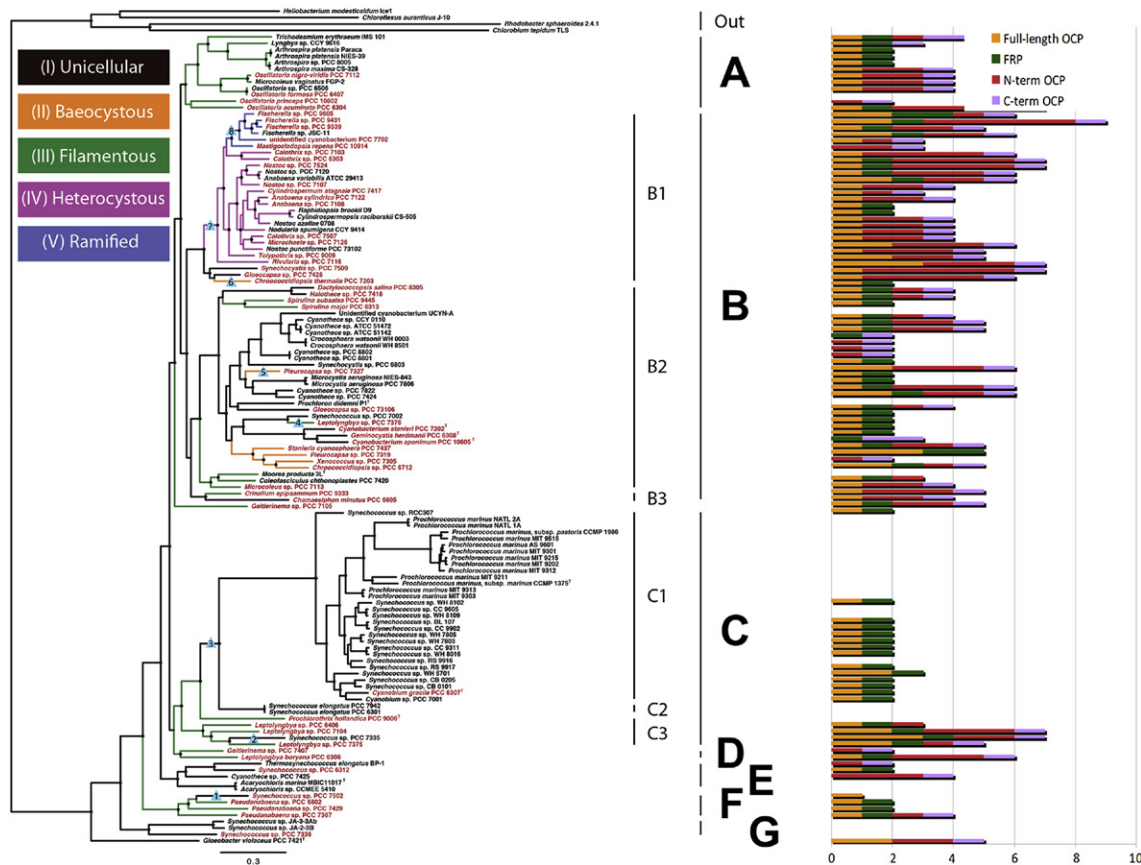 Heliobacterium modesticaldum Ice1
Chloroflexus auranticus J-10
Rhodobacter sphaeroides 2.4.1
Chlorobium tepidum TLS
Out
Trichodesmium erythraeum IMS 101
Lyngbya sp. CCY 9616
Arthrospira platensis Paraca
Arthrospira platensis NIES-39
Arthrospira sp. PCC 8005
Arthrospira maxima CS-328
Oscillatoria nigro-viridis PCC 7112
Microcoleus vaginatus FGP-2
Oscillatoria sp. PCC 6506
Oscillatoria formosa PCC 6407
Oscillatoria princeps PCC 10802
Oscillatoria acuminata PCC 6304
A
(I) Unicellular
(II) Baeocystous
(III) Filamentous
(IV) Heterocystous
(V) Ramified
Full-length OCP
FRP
N-term OCP
C-term OCP
Fischerella sp. PCC 9605
Fischerella sp. PCC 9431
Fischerella sp. PCC 9339
8
Fischerella sp. JSC-11
unidentified cyanobacterium PCC 7702
Mastigocladopsis repens PCC 10914
Calothrix sp. PCC 7103
Calothrix sp. PCC 6303
Nostoc sp. PCC 7524
Nostoc sp. PCC 7120
Anabaena variabilis ATCC 29413
Nostoc sp. PCC 7107
Cylindrospermum stagnale PCC 7417
Anabaena cylindrica PCC 7122
Anabaena sp. PCC 7108
Raphidiopsis brookii D9
Cylindrospermopsis raciborskii CS-505
Nostoc azollae 0708
7
Nodularia spumigena CCY 9414
Calothrix sp. PCC 7507
Microchaete sp. PCC 7126
Nostoc punctiforme PCC 73102
Tolypothrix sp. PCC 9009
Rivularia sp. PCC 7116
Synechocystis sp. PCC 7509
Gloeocapsa sp. PCC 7428
6
Chroococcidiopsis thermalis PCC 7203
B1
Dactylococcopsis salina PCC 8305
Halothece sp. PCC 7418
Spirulina subsalsa PCC 9445
Spirulina major PCC 6313
Unidentified cyanobacterium UCYN-A
Cyanothece sp. CCY 0110
Cyanothece sp. ATCC 51472
Cyanothece sp. ATCC 51142
Crocosphaera watsonii WH 0003
Crocosphaera watsonii WH 8501
Cyanothece sp. PCC 8802
Cyanothece sp. PCC 8801
Synechocystis sp. PCC 6803
5
Pleurocapsa sp. PCC 7327
Microcystis aeruginosa NIES-843
Microcystis aeruginosa PCC 7806
Cyanothece sp. PCC 7822
Cyanothece sp. PCC 7424
Prochloron didemni P1†
Gloeocapsa sp. PCC 73106
Synechococcus sp. PCC 7002
4
Leptolyngbya sp. PCC 7376
Cyanobacterium stanieri PCC 7202†
Geminocystis herdmanii PCC 6308†
Cyanobacterium aponinum PCC 10605†
Stanieria cyanosphaera PCC 7437
Pleurocapsa sp. PCC 7319
Xenococcus sp. PCC 7305
Chroococcidiopsis sp. PCC 6712
Moorea producta 3L†
Coleofasciculus chthonoplastes PCC 7420
Microcoleus sp. PCC 7113
B
B2
Crinalium epipsammum PCC 9333
Chamaesiphon minutus PCC 6605
B3
Geitlerinema sp. PCC 7105
Synechococcus sp. RCC307
Prochlorococcus marinus NATL 2A
Prochlorococcus marinus NATL 1A
Prochlorococcus marinus, subsp. pastoris CCMP 1986
Prochlorococcus marinus MIT 9515
Prochlorococcus marinus AS 9601
Prochlorococcus marinus MIT 9301
Prochlorococcus marinus MIT 9215
Prochlorococcus marinus MIT 9202
Prochlorococcus marinus MIT 9312
Prochlorococcus marinus MIT 9211
Prochlorococcus marinus, subsp. marinus CCMP 1375†
Prochlorococcus marinus MIT 9313
Prochlorococcus marinus MIT 9303
Synechococcus sp. WH 8102
Synechococcus sp. CC 9605
Synechococcus sp. WH 8109
Synechococcus sp. BL 107
Synechococcus sp. CC 9902
Synechococcus sp. WH 7805
Synechococcus sp. WH 7803
3
Synechococcus sp. CC 9311
Synechococcus sp. WH 8016
Synechococcus sp. RS 9916
Synechococcus sp. RS 9917
Synechococcus sp. WH 5701
Synechococcus sp. CB 0205
Synechococcus sp. CB 0101
Cyanobium gracile PCC 6307†
Cyanobium sp. PCC 7001
C1
C
Synechococcus elongatus PCC 7942
Synechococcus elongatus PCC 6301
C2
Prochlorothrix hollandica PCC 9006†
Leptolyngbya sp. PCC 6406
Leptolyngbya sp. PCC 7104
2
Synechococcus sp. PCC 7335
Leptolyngbya sp. PCC 7375
C3
Geitlerinema sp. PCC 7407
Leptolyngbya boryana PCC 6306
D
Thermosynechococcus elongatus BP-1
Synechococcus sp. PCC 6312
Cyanothece sp. PCC 7425
Acaryochloris marina MBIC11017†
Acaryochloris sp. CCMEE 5410
E
1
Synechococcus sp. PCC 7502
Pseudanabaena sp. PCC 6802
Pseudanabaena sp. PCC 7429
Pseudanabaena sp. PCC 7367
F
Synechococcus sp. JA-3-3Ab
Synechococcus sp. JA-2-3B
Synechococcus sp. PCC 7336
Gloeobacter violaceus PCC 7421†
G
0.3
0 2 4 6 8 10